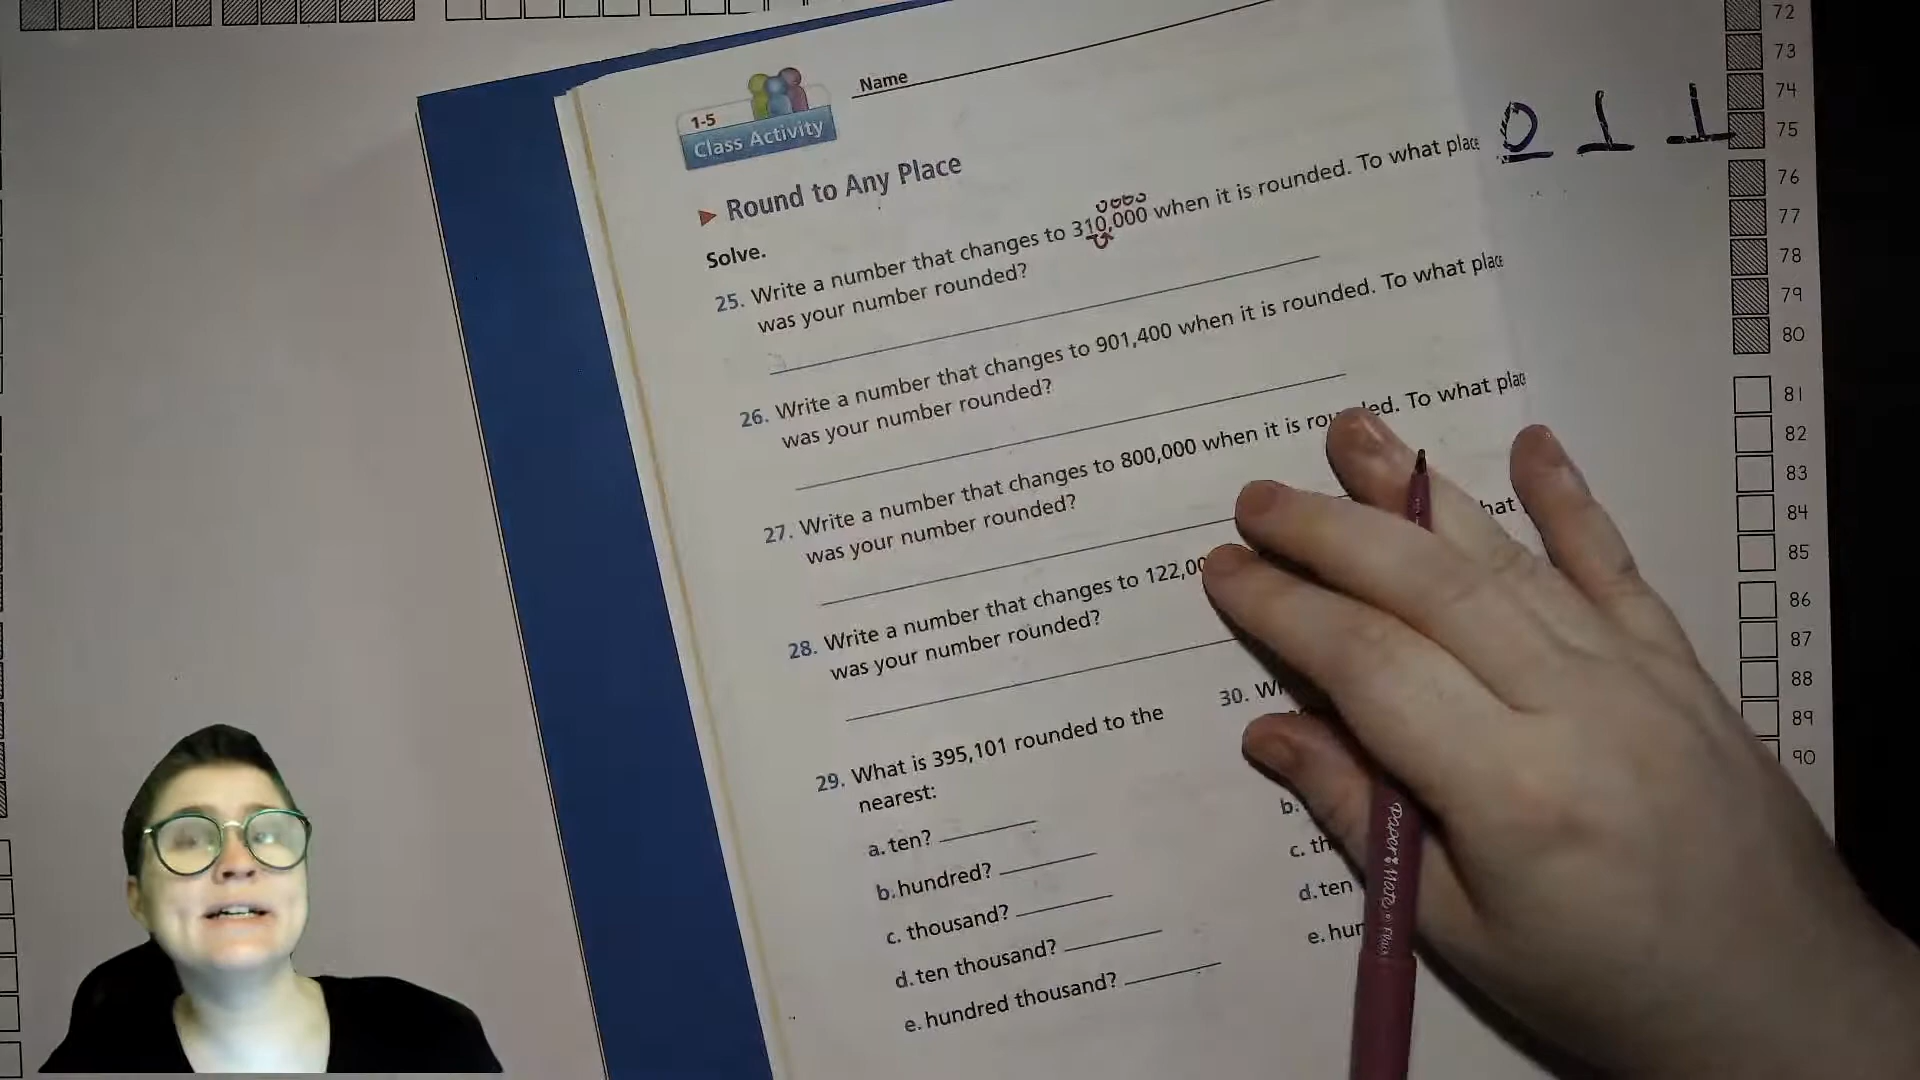 72
73
74
75
76
77
78
79
80
81
82
83
84
85
86
87
88
89
90
0 1 1
Name
1-5
Class Activity
Round to Any Place
Solve.
25. Write a number that changes to 310,000 when it is rounded. To what place
was your number rounded?
26. Write a number that changes to 901,400 when it is rounded. To what place
was your number rounded?
27. Write a number that changes to 800,000 when it is rounded. To what place
was your number rounded?
28. Write a number that changes to 122,00 hat
was your number rounded?
29. What is 395,101 rounded to the
nearest:
a. ten?
b. hundred?
c. thousand?
d. ten thousand?
e. hundred thousand?
30. Wh
b.
c. th
d. ten
e. hur
Paper Mate Flair